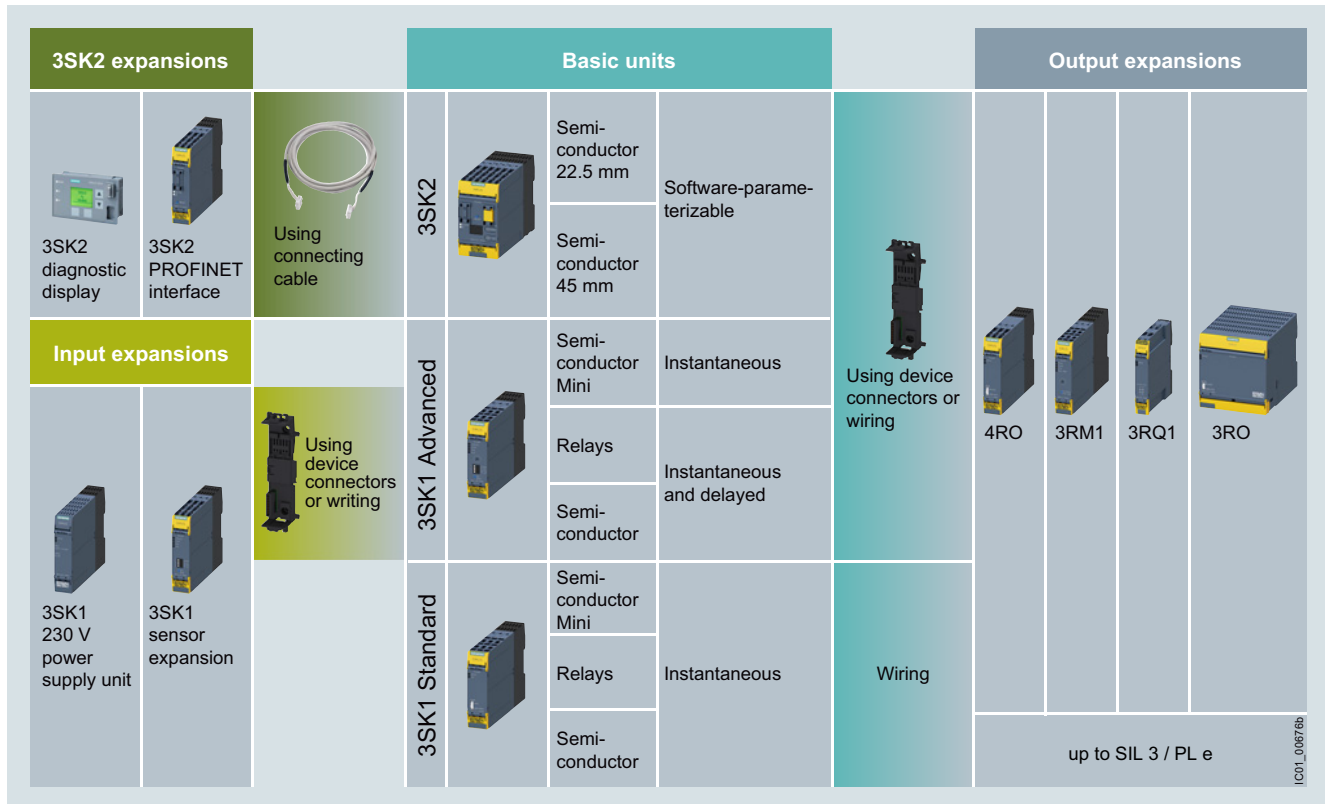 3SK2 expansions
Basic units
Output expansions
3SK2
diagnostic
display
3SK2
PROFINET
interface
Using
connecting
cable
3SK2
Semi-
conductor
22.5 mm
Semi-
conductor
45 mm
Software-parame-
terizable
Input expansions
3SK1
230 V
power
supply unit
3SK1
sensor
expansion
Using
device
connectors
or writing
3SK1 Advanced
Semi-
conductor
Mini
Instantaneous
Relays
Semi-
conductor
Instantaneous
and delayed
3SK1 Standard
Semi-
conductor
Mini
Relays
Semi-
conductor
Instantaneous
Using device
connectors or
wiring
Wiring
4RO
3RM1
3RQ1
3RO
up to SIL 3 / PL e
IC01_00676b